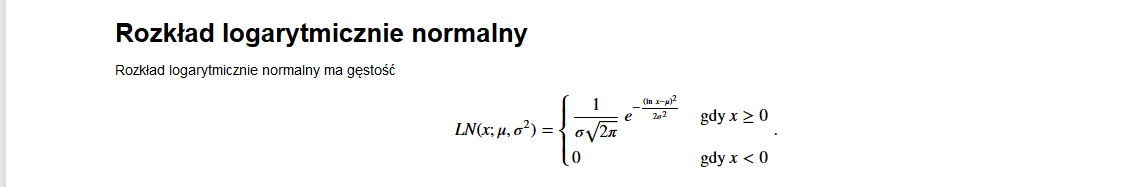 Rozkład logarytmicznie normalny
Rozkład logarytmicznie normalny ma gęstość
LN(x; μ, σ²) = { 1/(σ√2π) e^(−(ln x−μ)²/2σ²) gdy x ≥ 0
0 gdy x < 0 .